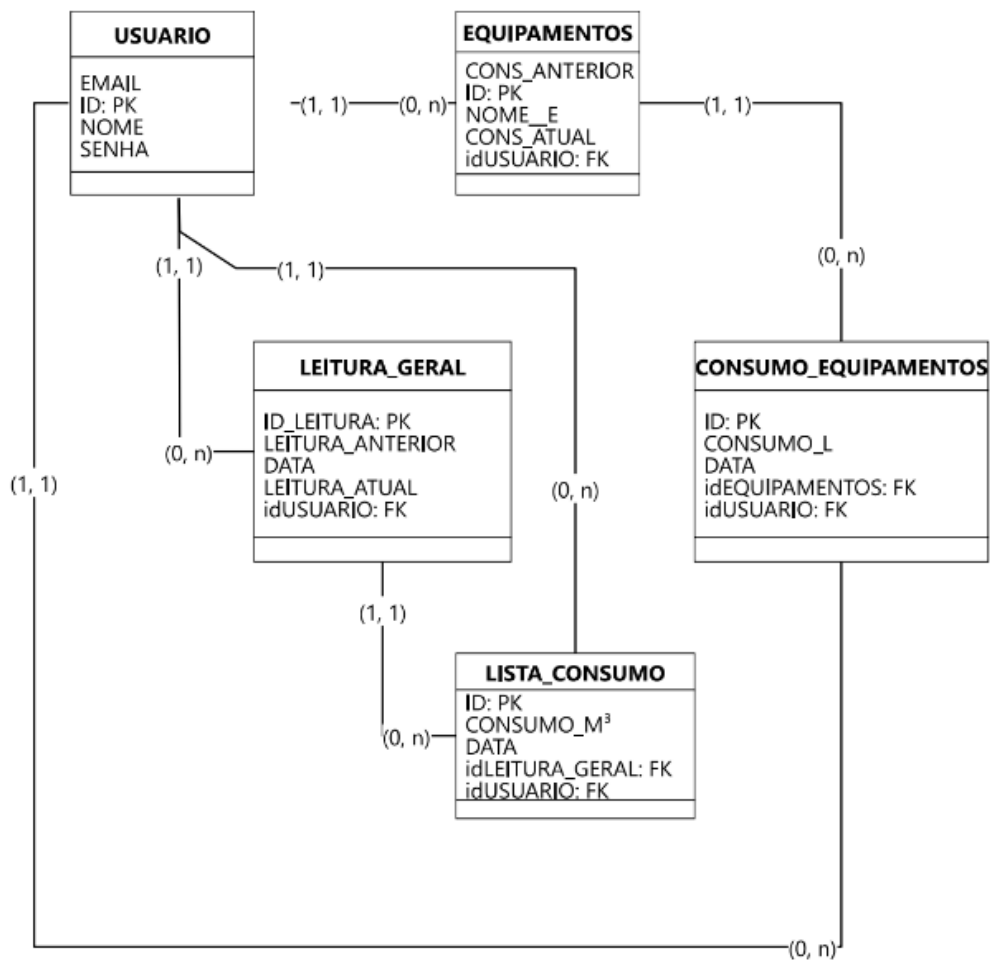 USUARIO
EMAIL
ID: PK
NOME
SENHA
EQUIPAMENTOS
CONS_ANTERIOR
ID: PK
NOME__E
CONS_ATUAL
idUSUARIO: FK
(1, 1)
(0, n)
(1, 1)
(0, n)
(1, 1)
(1, 1)
LEITURA_GERAL
ID_LEITURA: PK
LEITURA_ANTERIOR
DATA
LEITURA_ATUAL
idUSUARIO: FK
CONSUMO_EQUIPAMENTOS
ID: PK
CONSUMO_L
DATA
idEQUIPAMENTOS: FK
idUSUARIO: FK
(0, n)
(1, 1)
(0, n)
(1, 1)
(0, n)
LISTA_CONSUMO
ID: PK
CONSUMO_M³
DATA
idLEITURA_GERAL: FK
idUSUARIO: FK
(0, n)